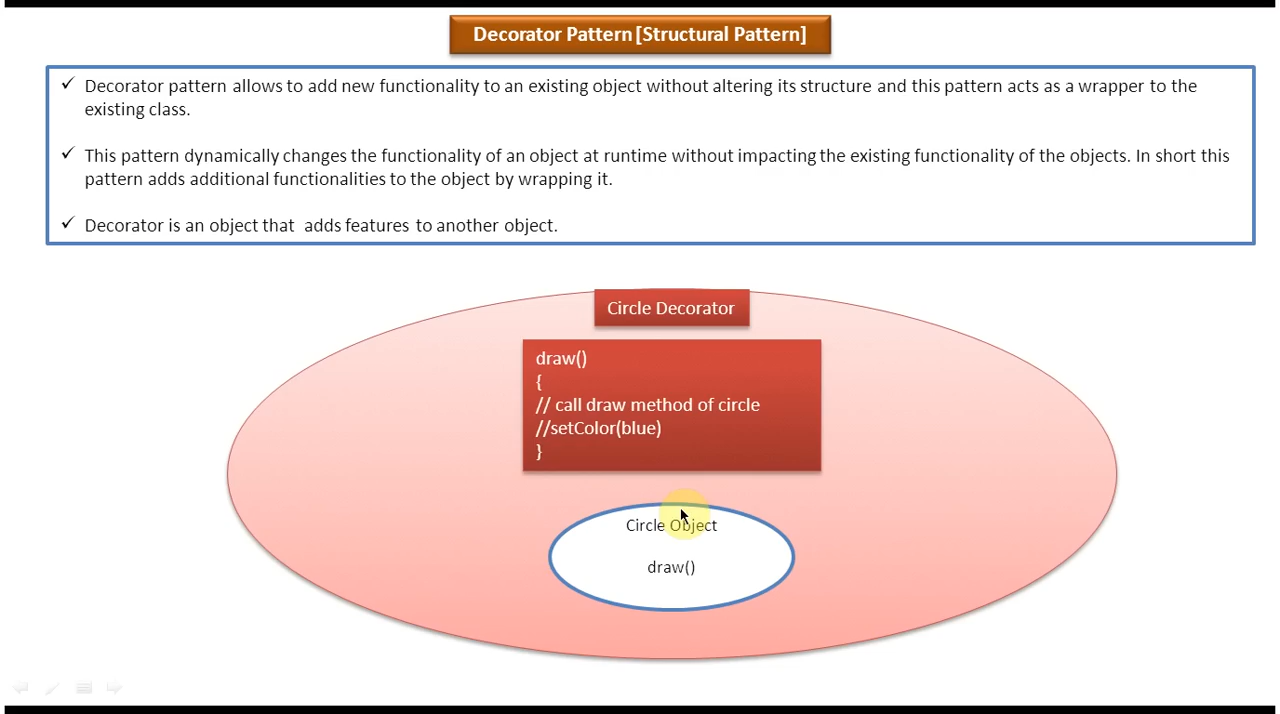 Decorator Pattern [Structural Pattern]
✓ Decorator pattern allows to add new functionality to an existing object without altering its structure and this pattern acts as a wrapper to the
existing class.
✓ This pattern dynamically changes the functionality of an object at runtime without impacting the existing functionality of the objects. In short this
pattern adds additional functionalities to the object by wrapping it.
✓ Decorator is an object that adds features to another object.
Circle Decorator
draw()
{
// call draw method of circle
//setColor(blue)
}
Circle Object
draw()